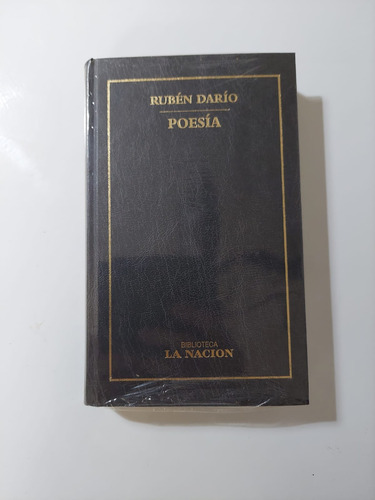 RUBÉN DARÍO
POESÍA
BIBLIOTECA
LA NACION